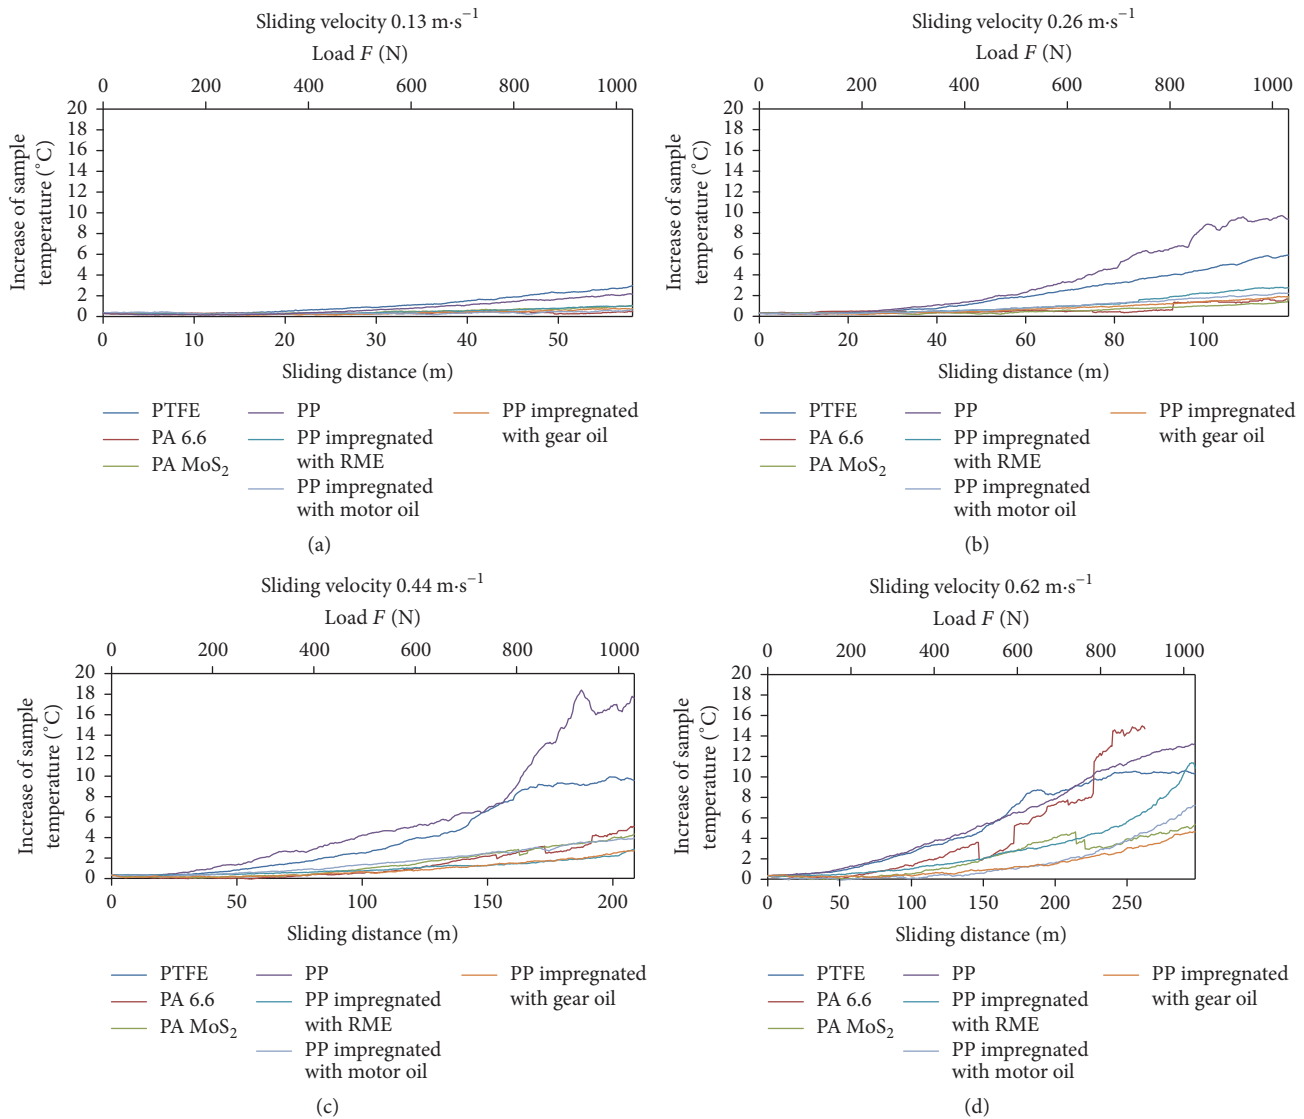 Sliding velocity 0.13 m·s⁻¹
Load F (N)
0 200 400 600 800 1000
20
18
16
14
12
10
8
6
4
2
0
Increase of sample
temperature (°C)
0 10 20 30 40 50
Sliding distance (m)
PTFE
PA 6.6
PA MoS₂
PP
PP impregnated
with RME
PP impregnated
with motor oil
PP impregnated
with gear oil
(a)
Sliding velocity 0.26 m·s⁻¹
Load F (N)
0 200 400 600 800 1000
20
18
16
14
12
10
8
6
4
2
0
Increase of sample
temperature (°C)
0 20 40 60 80 100
Sliding distance (m)
PTFE
PA 6.6
PA MoS₂
PP
PP impregnated
with RME
PP impregnated
with motor oil
PP impregnated
with gear oil
(b)
Sliding velocity 0.44 m·s⁻¹
Load F (N)
0 200 400 600 800 1000
20
18
16
14
12
10
8
6
4
2
0
Increase of sample
temperature (°C)
0 50 100 150 200
Sliding distance (m)
PTFE
PA 6.6
PA MoS₂
PP
PP impregnated
with RME
PP impregnated
with motor oil
PP impregnated
with gear oil
(c)
Sliding velocity 0.62 m·s⁻¹
Load F (N)
0 200 400 600 800 1000
20
18
16
14
12
10
8
6
4
2
0
Increase of sample
temperature (°C)
0 50 100 150 200 250
Sliding distance (m)
PTFE
PA 6.6
PA MoS₂
PP
PP impregnated
with RME
PP impregnated
with motor oil
PP impregnated
with gear oil
(d)